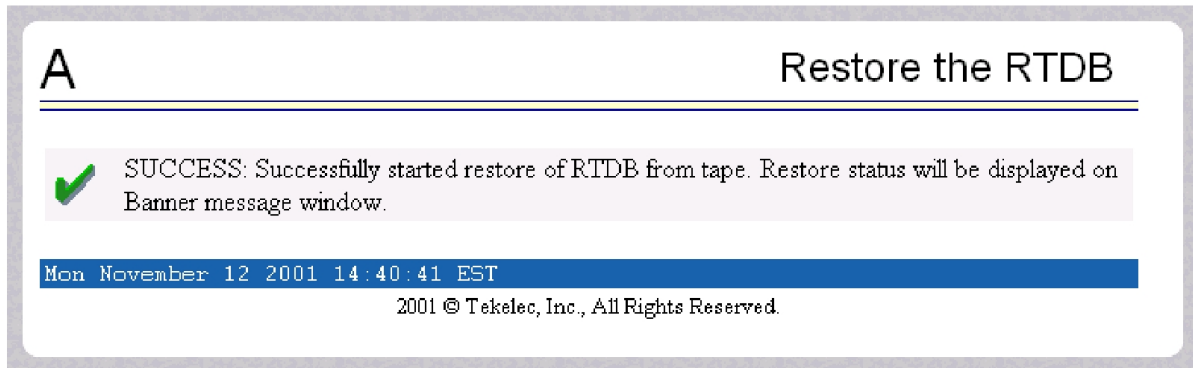 A
Restore the RTDB
SUCCESS: Successfully started restore of RTDB from tape. Restore status will be displayed on
Banner message window.
Mon November 12 2001 14:40:41 EST
2001 © Tekelec, Inc., All Rights Reserved.